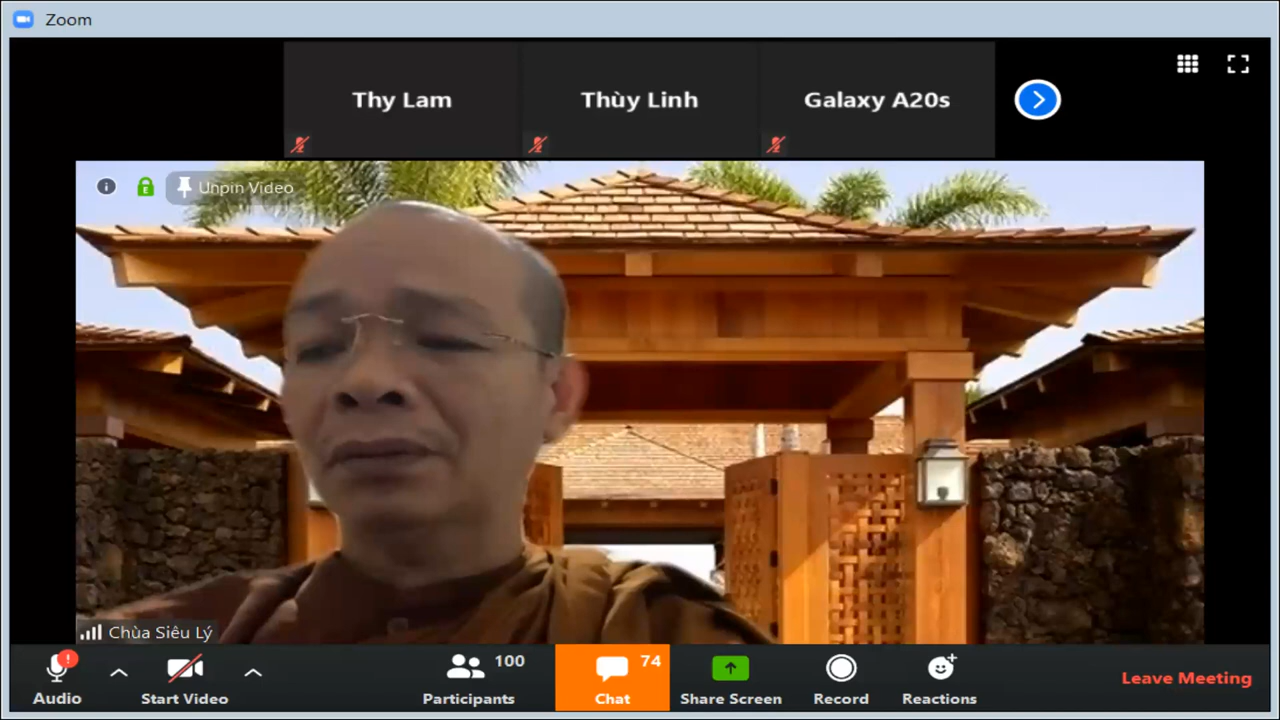 Zoom
Thy Lam
Thùy Linh
Galaxy A20s
Unpin Video
Chùa Siêu Lý
100
74
Audio
Start Video
Participants
Chat
Share Screen
Record
Reactions
Leave Meeting